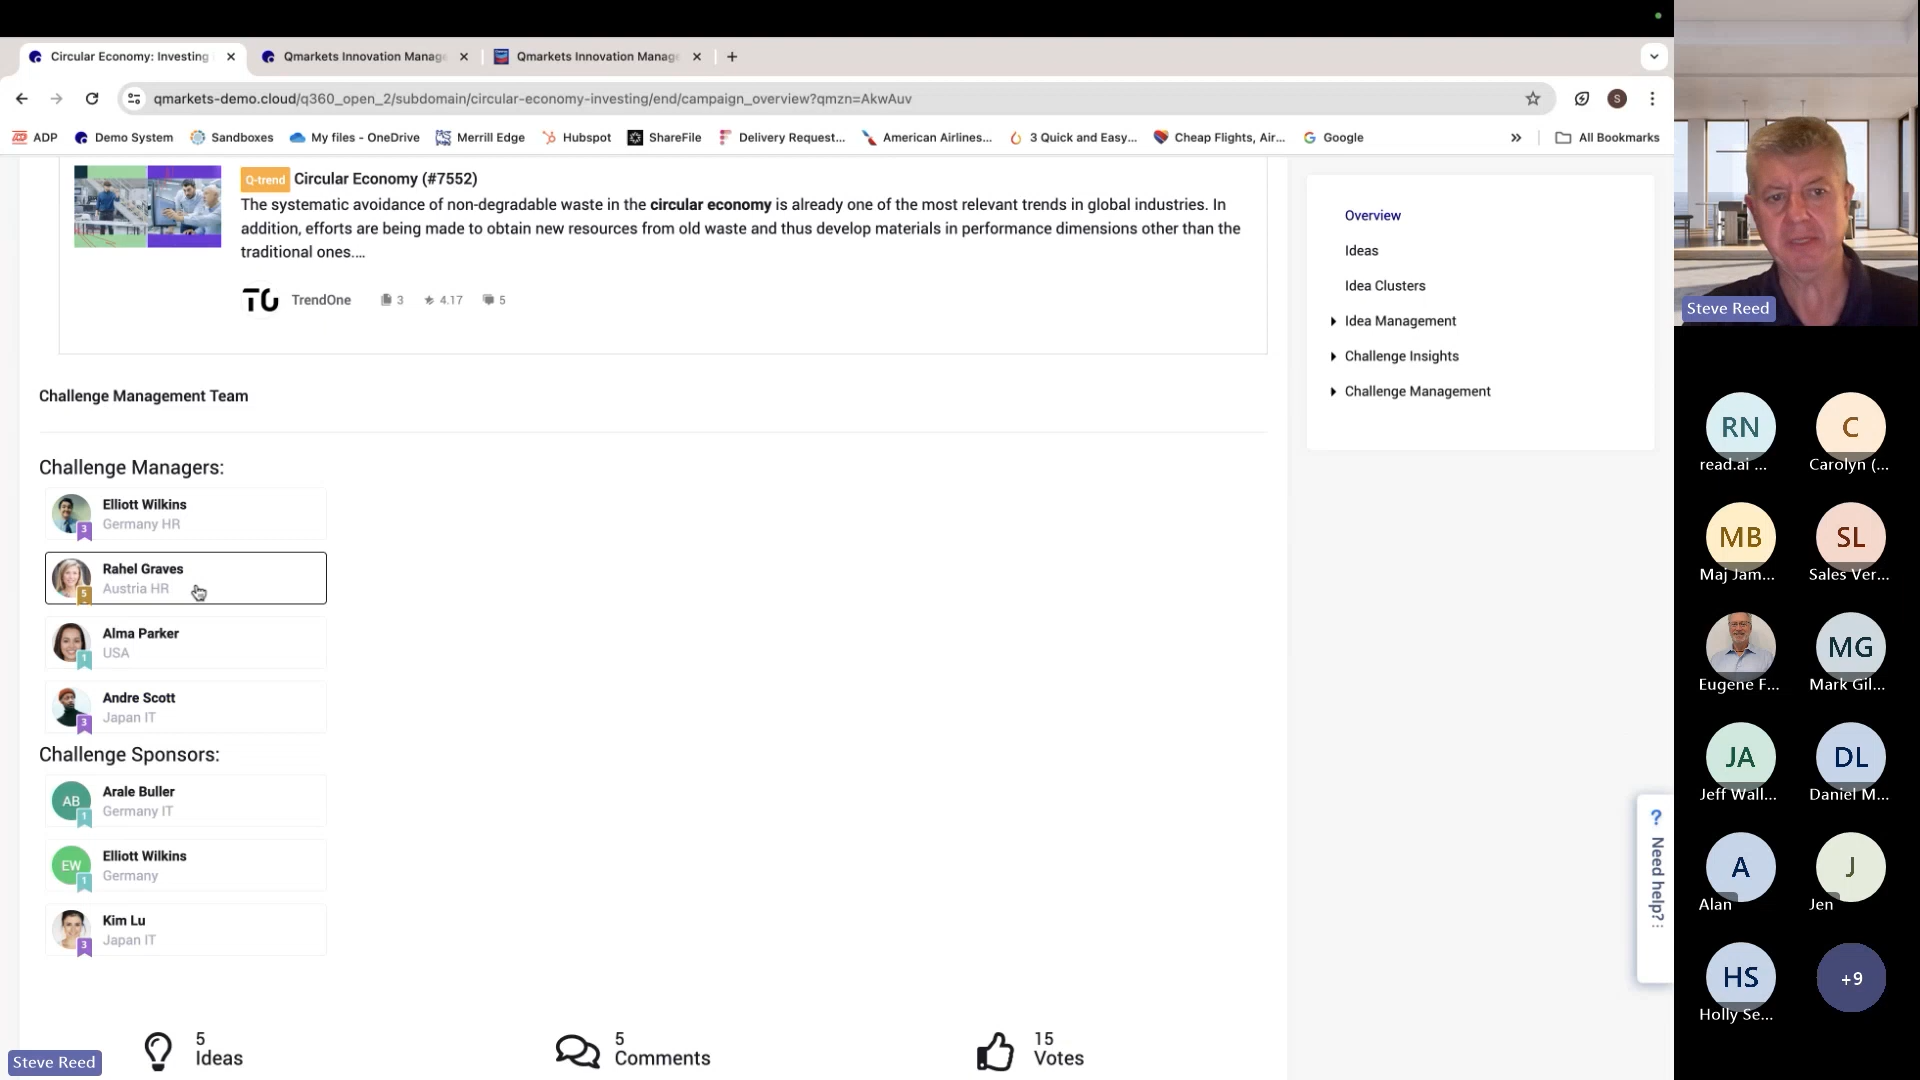 Circular Economy: Investing
Qmarkets Innovation Manag
Qmarkets Innovation Manag
qmarkets-demo.cloud/q360_open_2/subdomain/circular-economy-investing/end/campaign_overview?qmzn=AkwAuv
S
ADP
Demo System
Sandboxes
My files - OneDrive
Merrill Edge
Hubspot
ShareFile
Delivery Request...
American Airlines...
3 Quick and Easy...
Cheap Flights, Air...
Google
»
All Bookmarks
Q-trend Circular Economy (#7552)
The systematic avoidance of non-degradable waste in the circular economy is already one of the most relevant trends in global industries. In
addition, efforts are being made to obtain new resources from old waste and thus develop materials in performance dimensions other than the
traditional ones....
TrendOne 3 4.17 5
Challenge Management Team
Challenge Managers:
Elliott Wilkins
Germany HR
3
Rahel Graves
Austria HR
5
Alma Parker
USA
1
Andre Scott
Japan IT
3
Challenge Sponsors:
AB
Arale Buller
Germany IT
1
EW
Elliott Wilkins
Germany
1
Kim Lu
Japan IT
3
5
Ideas
5
Comments
15
Votes
Overview
Ideas
Idea Clusters
Idea Management
Challenge Insights
Challenge Management
? Need help?
Steve Reed
Steve Reed
RN
read.ai ...
C
Carolyn (...
MB
Maj Jam...
SL
Sales Ver...
Eugene F...
MG
Mark Gil...
JA
Jeff Wall...
DL
Daniel M...
A
Alan
J
Jen
HS
Holly Se...
+9